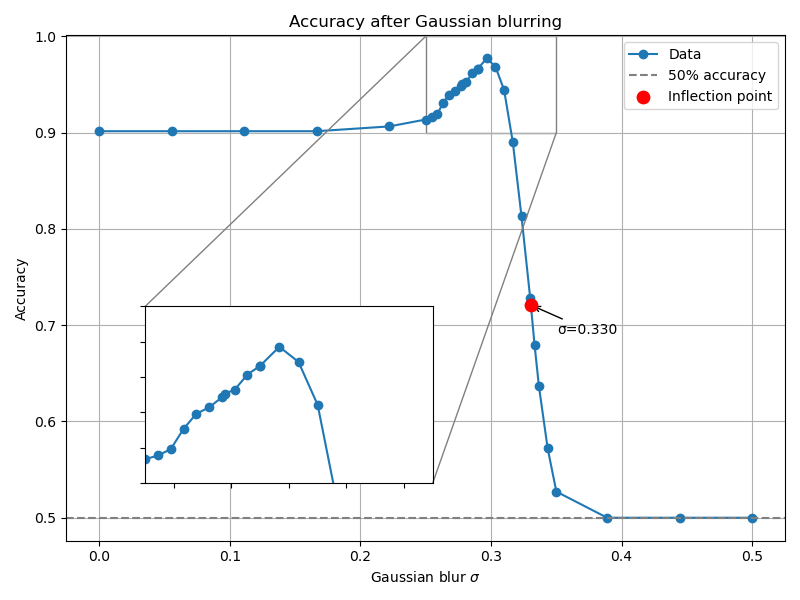 Accuracy after Gaussian blurring
1.0
0.9
0.8
0.7
0.6
0.5
Accuracy
Data
50% accuracy
Inflection point
σ=0.330
0.0
0.1
0.2
0.3
0.4
0.5
Gaussian blur σ